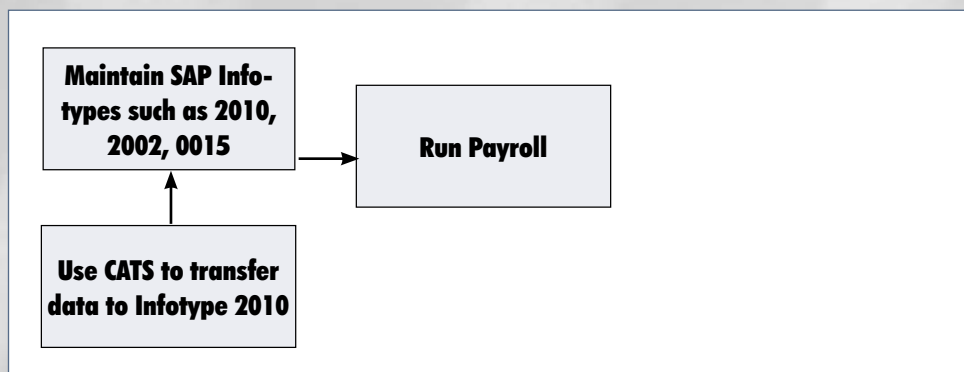 Maintain SAP Info-
types such as 2010,
2002, 0015
Run Payroll
Use CATS to transfer
data to Infotype 2010